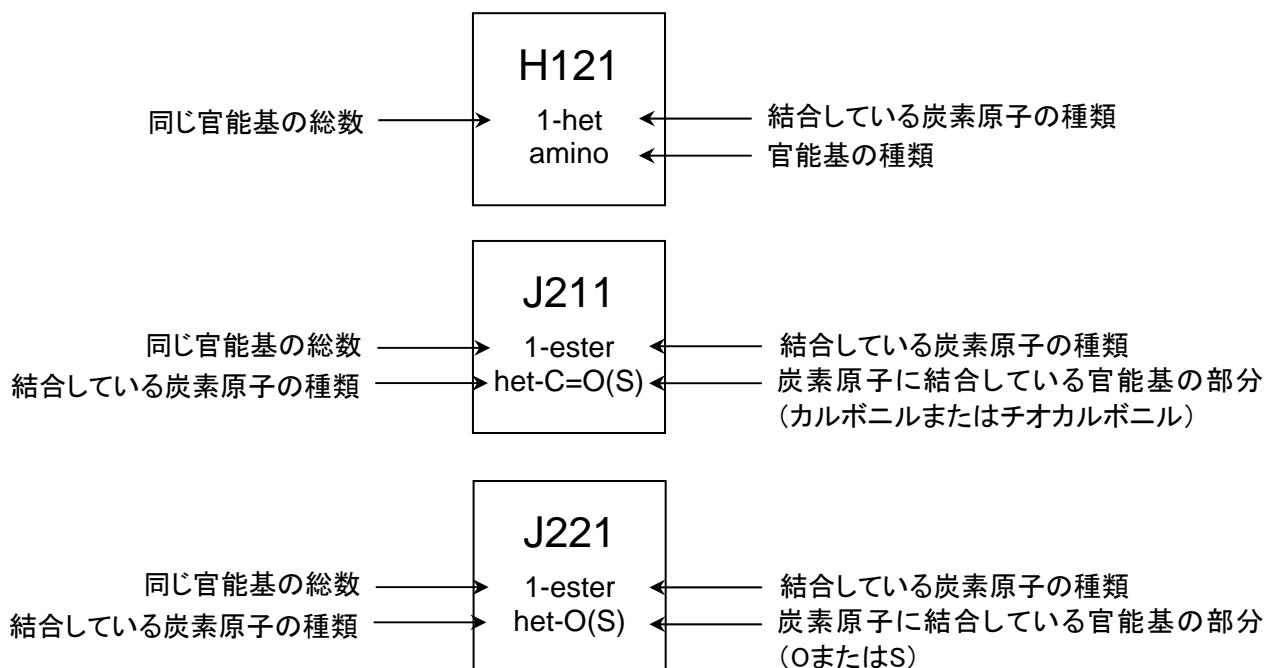 H121
同じ官能基の総数
1-het
結合している炭素原子の種類
amino
官能基の種類
J211
同じ官能基の総数
1-ester
結合している炭素原子の種類
結合している炭素原子の種類
het-C=O(S)
炭素原子に結合している官能基の部分
(カルボニルまたはチオカルボニル)
J221
同じ官能基の総数
1-ester
結合している炭素原子の種類
結合している炭素原子の種類
het-O(S)
炭素原子に結合している官能基の部分
(OまたはS)